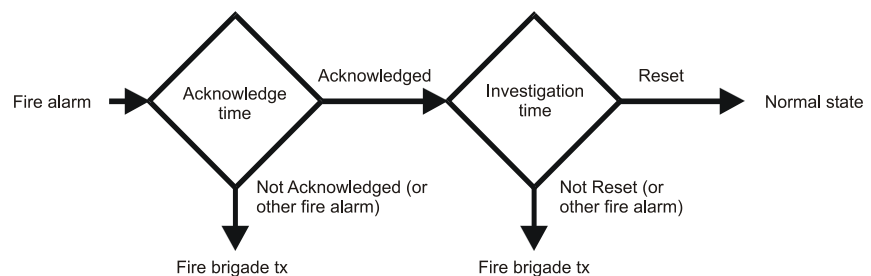 Fire alarm
Acknowledge
time
Acknowledged
Investigation
time
Reset
Normal state
Not Acknowledged (or
other fire alarm)
Not Reset (or
other fire alarm)
Fire brigade tx
Fire brigade tx